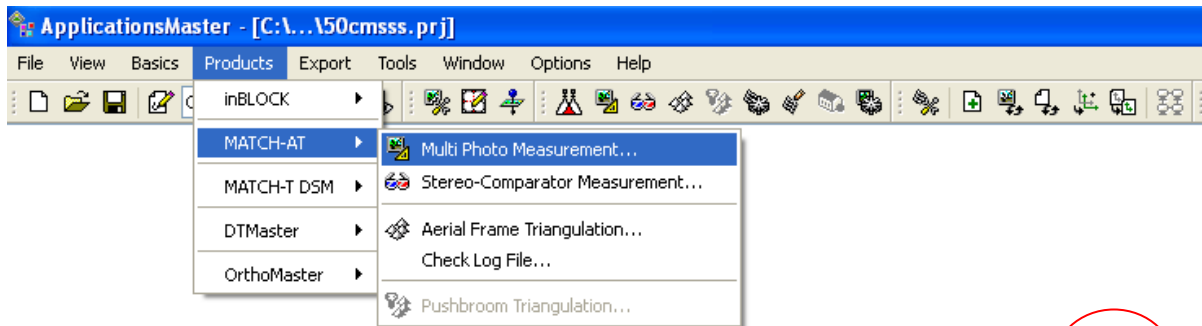 ApplicationsMaster - [C:\...\50cmsss.prj]
File View Basics Products Export Tools Window Options Help
inBLOCK
MATCH-AT
Multi Photo Measurement...
Stereo-Comparator Measurement...
MATCH-T DSM
DTMaster
Aerial Frame Triangulation...
Check Log File...
OrthoMaster
Pushbroom Triangulation...